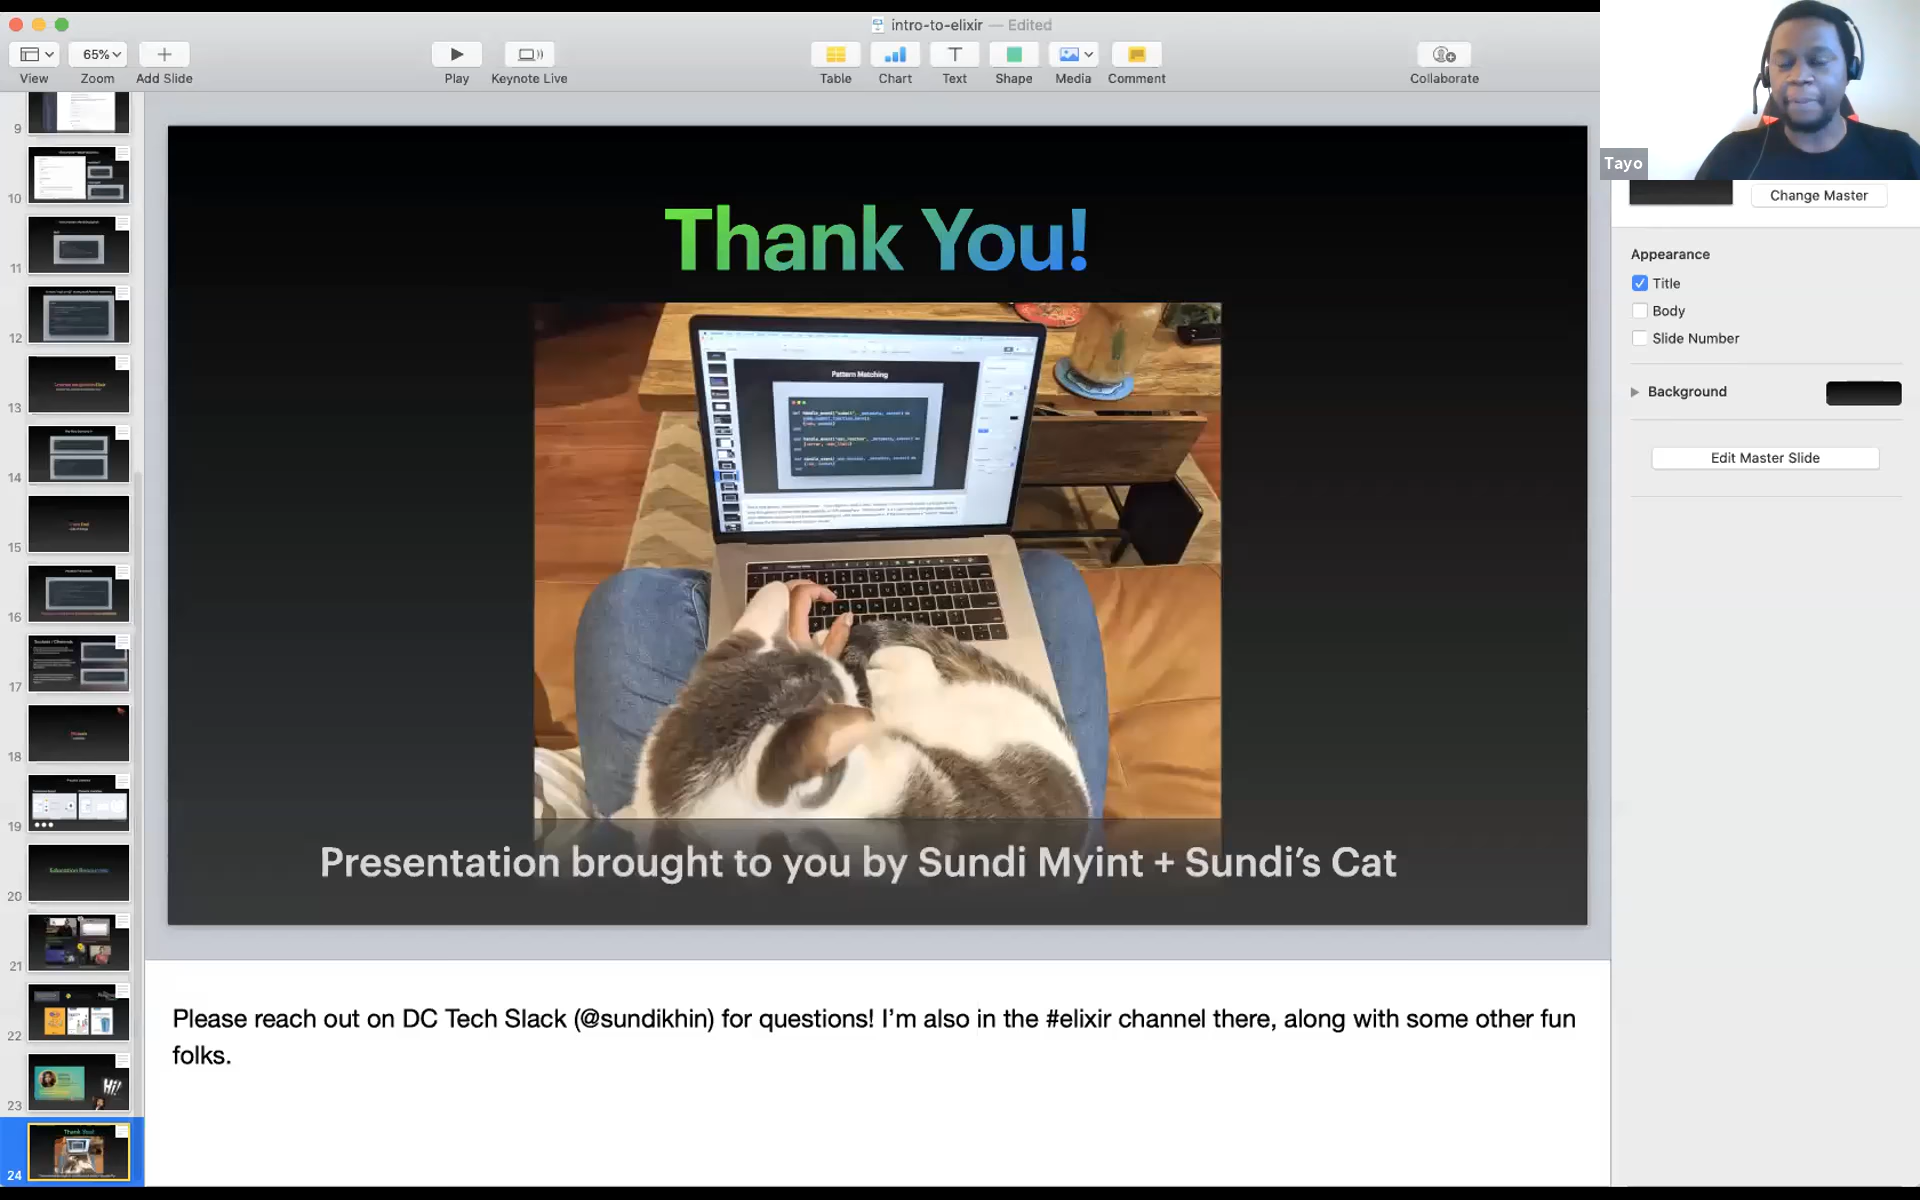 intro-to-elixir — Edited
65%
View
Zoom
Add Slide
Play
Keynote Live
Table
Chart
Text
Shape
Media
Comment
Collaborate
Tayo
Change Master
Appearance
Title
Body
Slide Number
Background
Edit Master Slide
9
10
11
12
13
14
15
16
17
18
19
20
21
22
23
24
Hi!
Thank You!
Pattern Matching
Presentation brought to you by Sundi Myint + Sundi’s Cat
Please reach out on DC Tech Slack (@sundikhin) for questions! I’m also in the #elixir channel there, along with some other fun
folks.